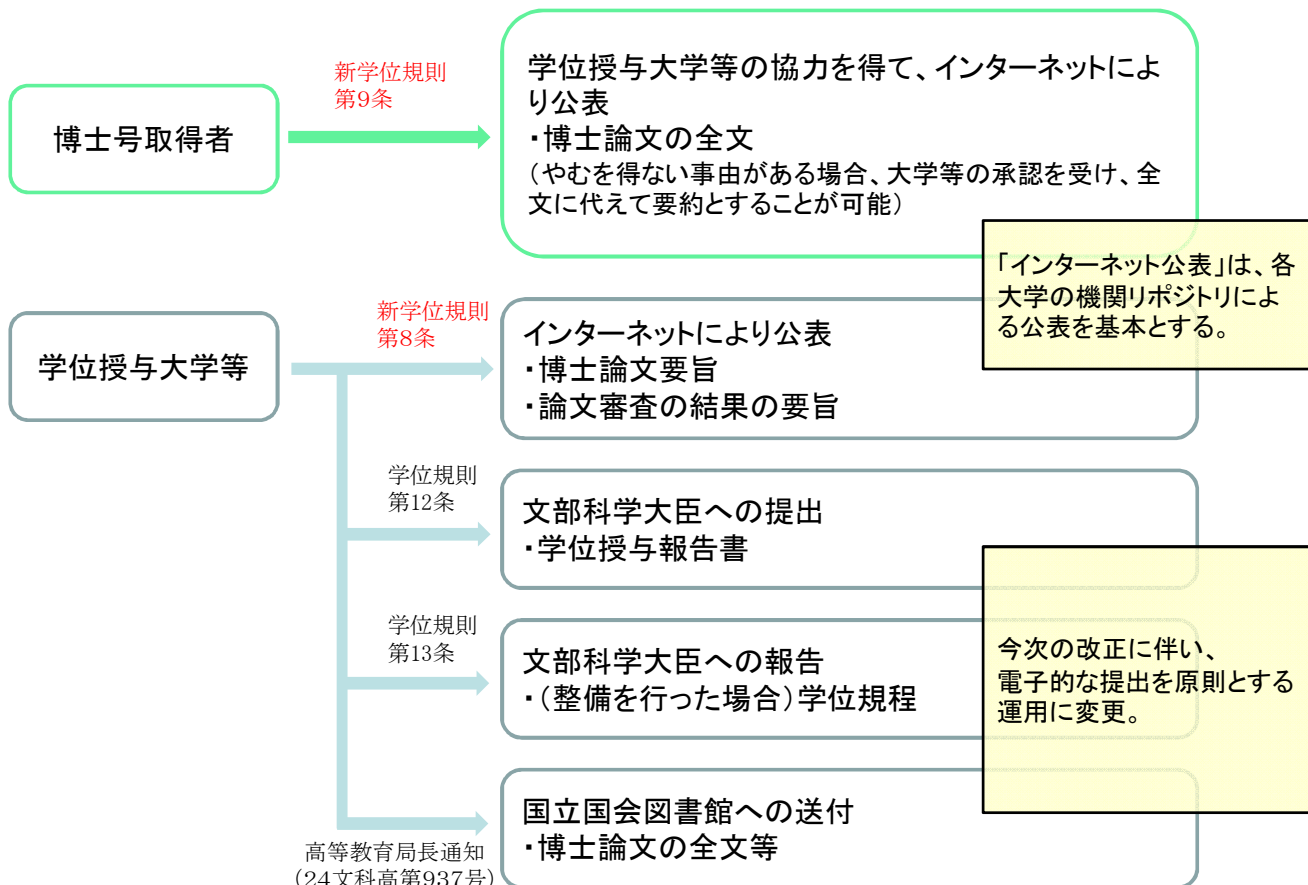 新学位規則
第9条
博士号取得者
学位授与大学等の協力を得て、インターネットによ
り公表
・博士論文の全文
（やむを得ない事由がある場合、大学等の承認を受け、全
文に代えて要約とすることが可能）
「インターネット公表」は、各
大学の機関リポジトリによ
る公表を基本とする。
新学位規則
第8条
学位授与大学等
インターネットにより公表
・博士論文要旨
・論文審査の結果の要旨
学位規則
第12条
文部科学大臣への提出
・学位授与報告書
学位規則
第13条
文部科学大臣への報告
・（整備を行った場合）学位規程
今次の改正に伴い、
電子的な提出を原則とする
運用に変更。
国立国会図書館への送付
・博士論文の全文等
高等教育局長通知
（24文科高第937号）